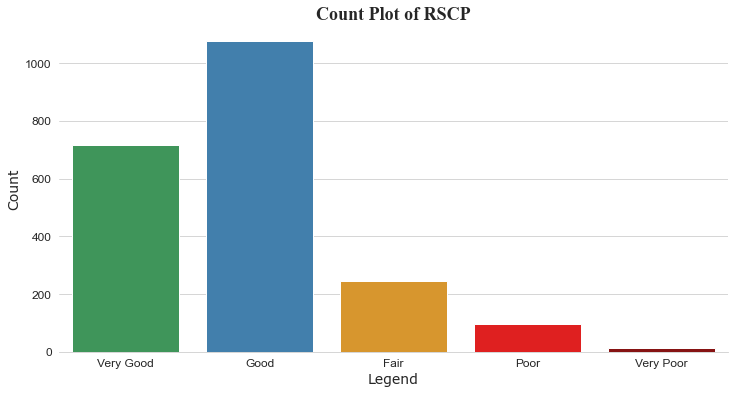 Count Plot of RSCP
Count
1000
800
600
400
200
0
Very Good
Good
Fair
Poor
Very Poor
Legend